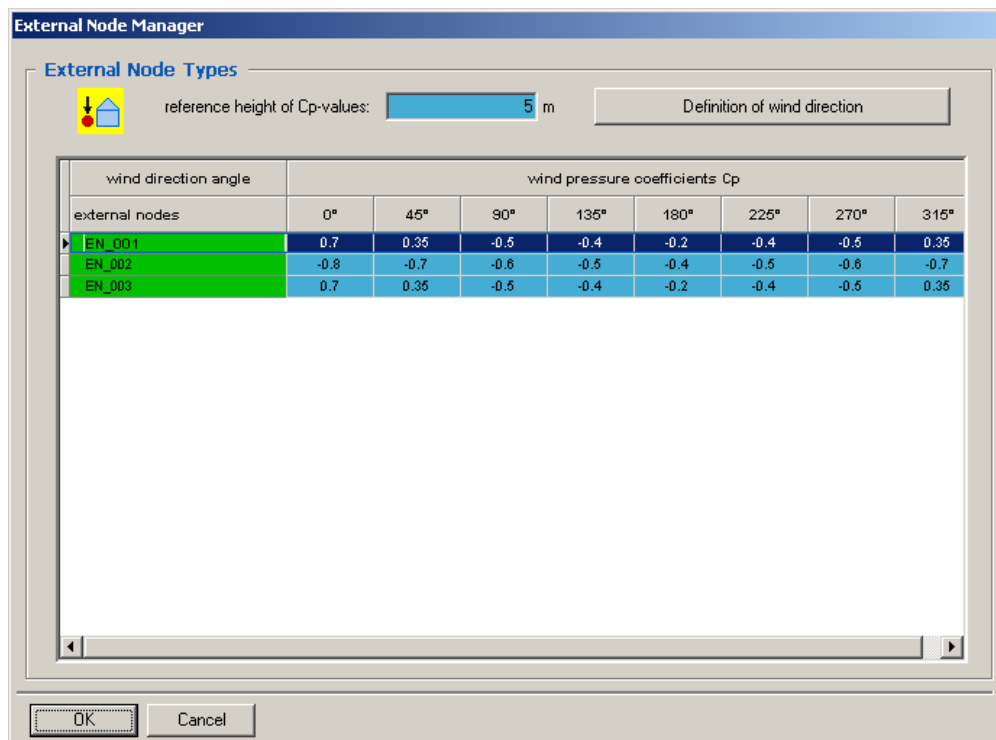 External Node Manager
External Node Types
reference height of Cp-values: 5 m Definition of wind direction
wind direction angle wind pressure coefficients Cp
external nodes 0° 45° 90° 135° 180° 225° 270° 315°
EN_001 0.7 0.35 -0.5 -0.4 -0.2 -0.4 -0.5 0.35
EN_002 -0.8 -0.7 -0.6 -0.5 -0.4 -0.5 -0.6 -0.7
EN_003 0.7 0.35 -0.5 -0.4 -0.2 -0.4 -0.5 0.35
OK Cancel